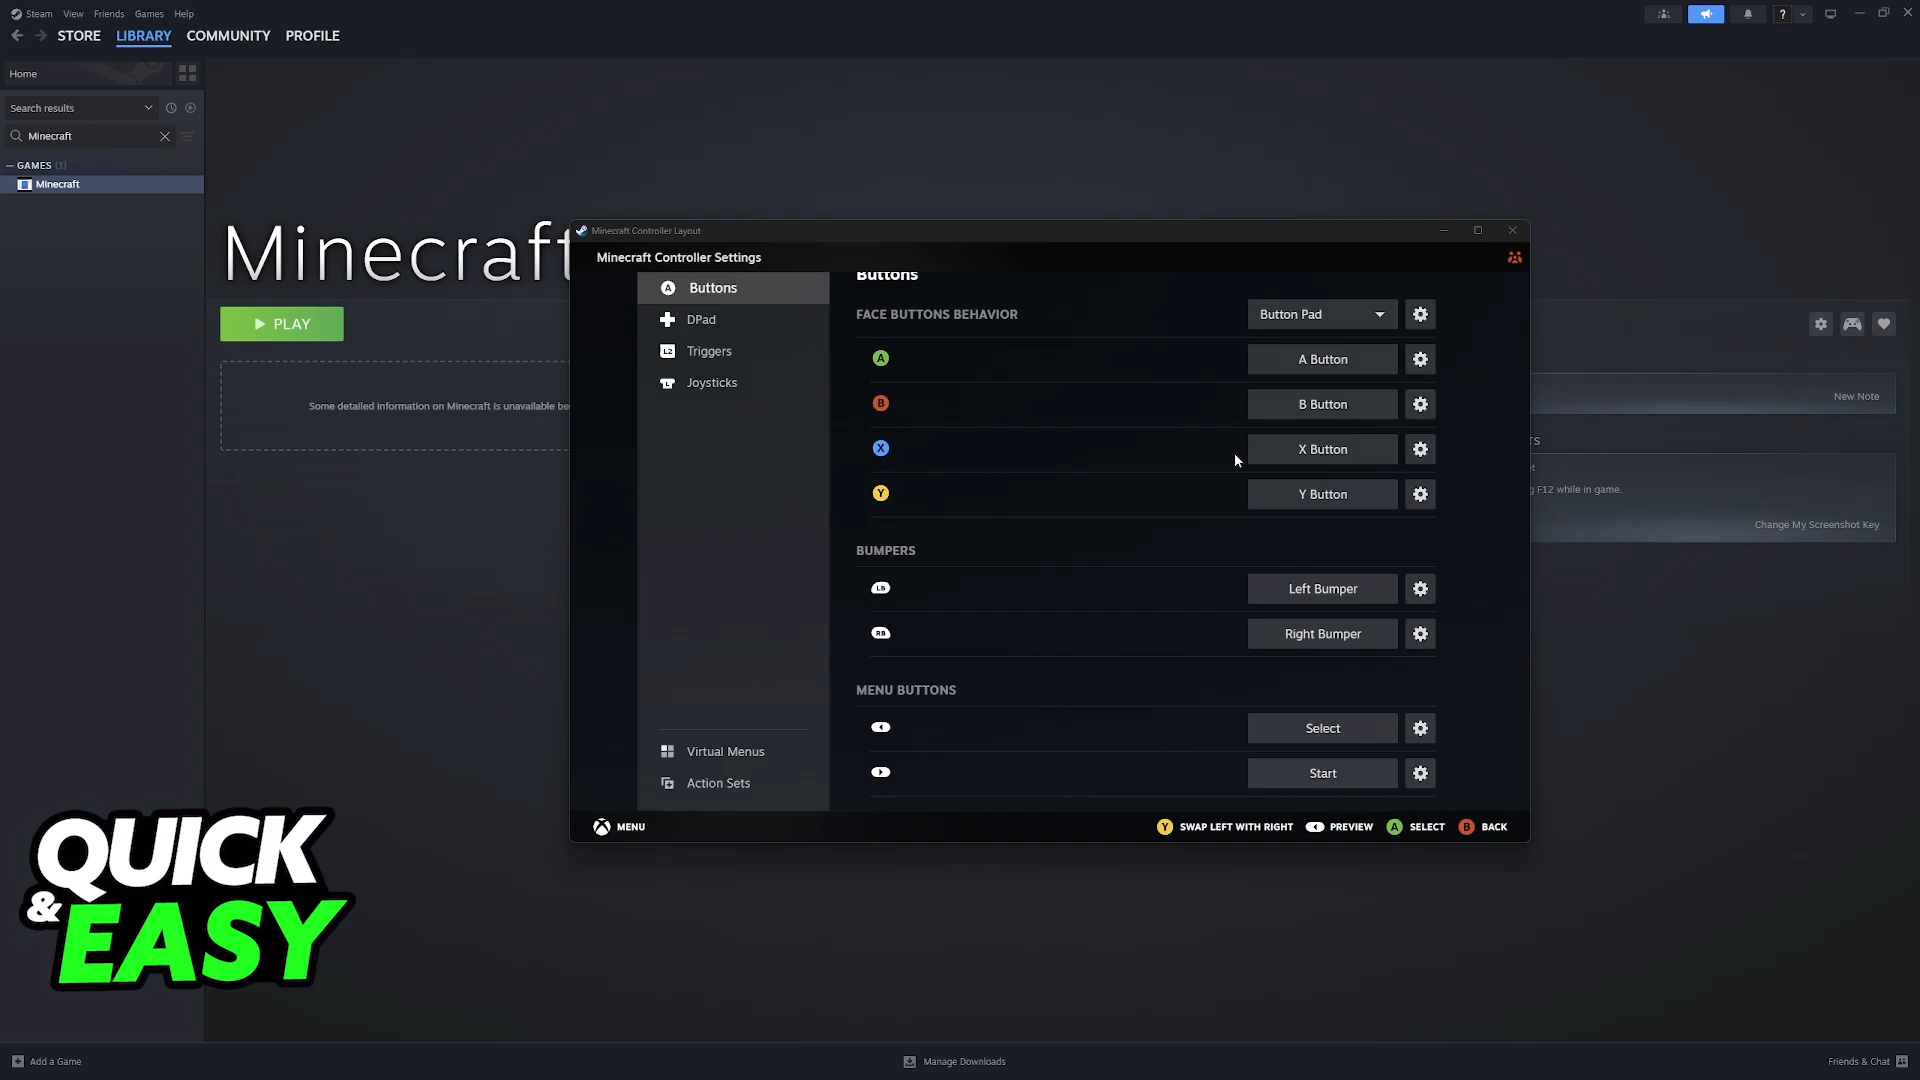 Steam View Friends Games Help
STORE LIBRARY COMMUNITY PROFILE
Home
Search results
Minecraft
GAMES (1)
Minecraft
Minecraft
PLAY
Some detailed information on Minecraft is unavailable be
Minecraft Controller Layout
Minecraft Controller Settings
Buttons
DPad
Triggers
Joysticks
Virtual Menus
Action Sets
Buttons
FACE BUTTONS BEHAVIOR Button Pad
A A Button
B B Button
X X Button
Y Y Button
BUMPERS
LB Left Bumper
RB Right Bumper
MENU BUTTONS
Select
Start
MENU
Y SWAP LEFT WITH RIGHT PREVIEW A SELECT B BACK
New Note
TS
et
g F12 while in game.
Change My Screenshot Key
QUICK
& EASY
Add a Game
Manage Downloads
Friends & Chat